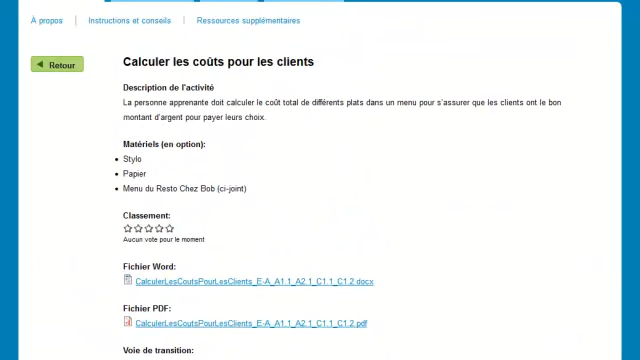 À propos
Instructions et conseils
Ressources supplémentaires
Retour
Calculer les coûts pour les clients
Description de l'activité
La personne apprenante doit calculer le coût total de différents plats dans un menu pour s'assurer que les clients ont le bon
montant d'argent pour payer leurs choix.
Matériels (en option):
Stylo
Papier
Menu du Resto Chez Bob (ci-joint)
Classement:
Aucun vote pour le moment
Fichier Word:
CalculerLesCoutsPourLesClients_E-A_A1.1_A2.1_C1.1_C1.2.docx
Fichier PDF:
CalculerLesCoutsPourLesClients_E-A_A1.1_A2.1_C1.1_C1.2.pdf
Voie de transition: